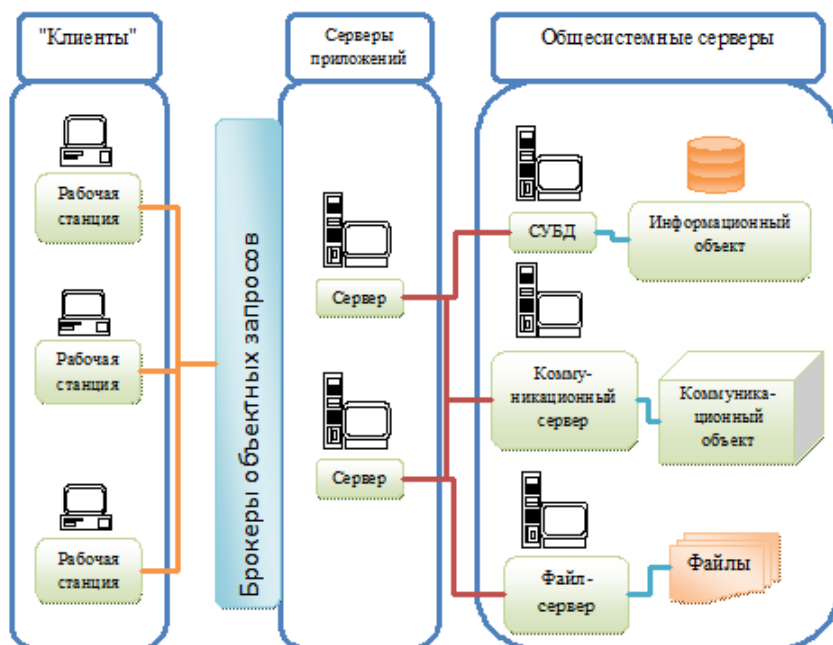 "Клиенты"
Серверы
приложений
Общесистемные серверы
Рабочая
станция
Рабочая
станция
Рабочая
станция
Брокеры объектных запросов
Сервер
Сервер
СУБД
Информационный
объект
Комму-
никационный
сервер
Коммуника-
ционный
объект
Файл-
сервер
Файлы